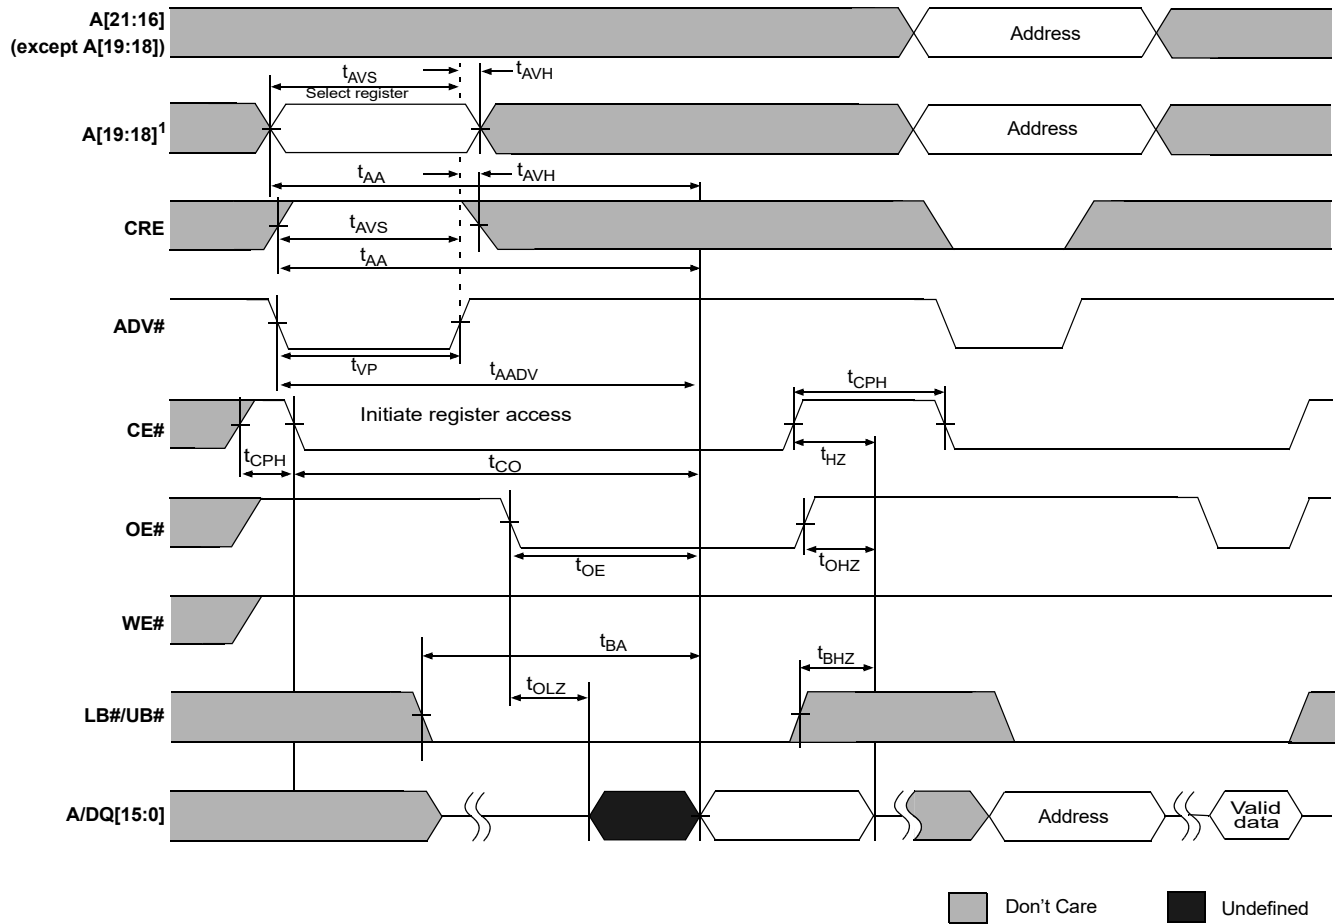 A[21:16]
(except A[19:18])
Address
tAVS
tAVH
Select register
A[19:18]1
Address
tAA
tAVH
CRE
tAVS
tAA
ADV#
tVP
tAADV
tCPH
Initiate register access
CE#
tCPH
tCO
tHZ
OE#
tOE
tOHZ
WE#
tBA
tBHZ
tOLZ
LB#/UB#
A/DQ[15:0]
Address
Valid
data
Don't Care
Undefined